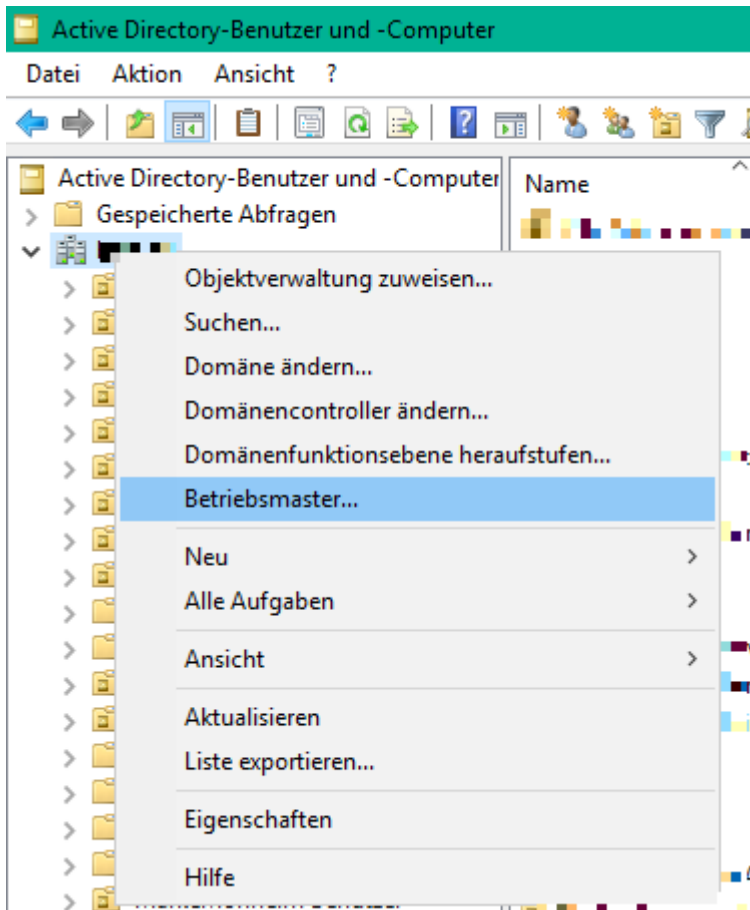 Active Directory-Benutzer und -Computer
Datei Aktion Ansicht ?
Active Directory-Benutzer und -Computer
Name
Gespeicherte Abfragen
Objektverwaltung zuweisen...
Suchen...
Domäne ändern...
Domänencontroller ändern...
Domänenfunktionsebene heraufstufen...
Betriebsmaster...
Neu
Alle Aufgaben
Ansicht
Aktualisieren
Liste exportieren...
Eigenschaften
Hilfe